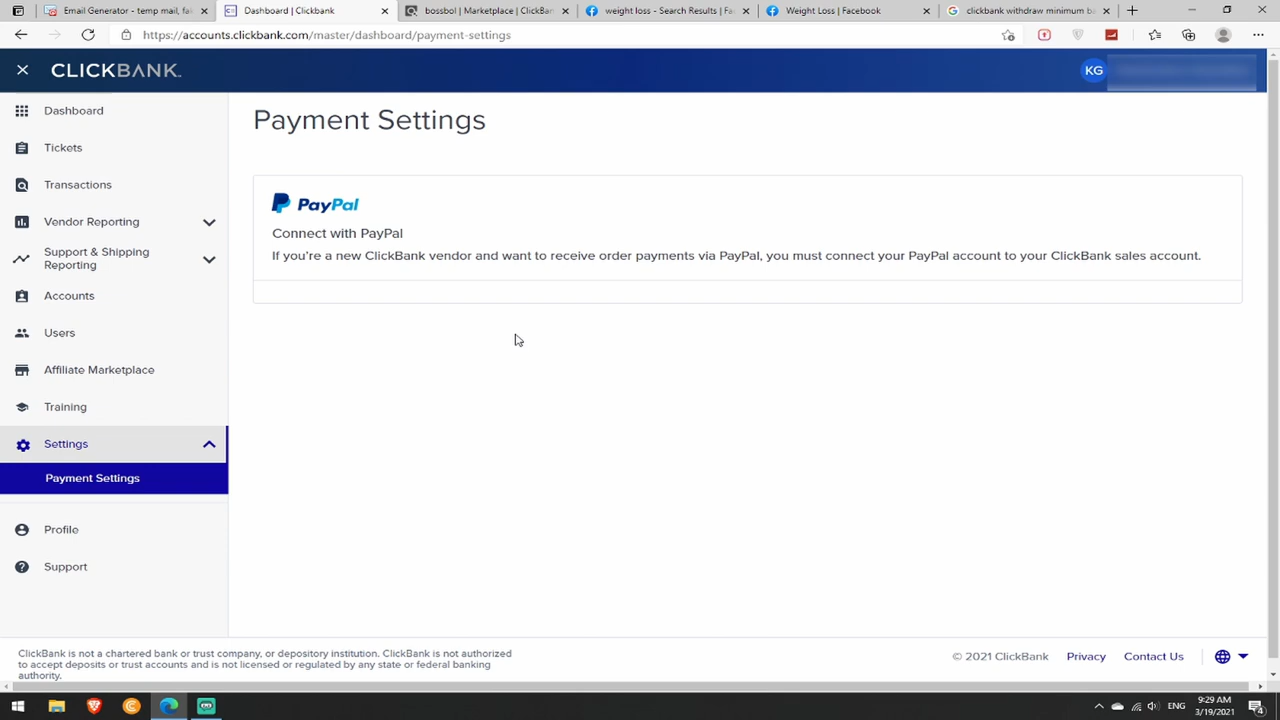 Email Generator - temp mail, fai
Dashboard | Clickbank
bossbol | Marketplace | ClickBan
weight loss - Search Results | Fa
Weight Loss | Facebook
clickbank withdraw minimum ba
https://accounts.clickbank.com/master/dashboard/payment-settings
CLICKBANK
KG
Dashboard
Tickets
Transactions
Vendor Reporting
Support & Shipping
Reporting
Accounts
Users
Affiliate Marketplace
Training
Settings
Payment Settings
Profile
Support
Payment Settings
PayPal
Connect with PayPal
If you're a new ClickBank vendor and want to receive order payments via PayPal, you must connect your PayPal account to your ClickBank sales account.
ClickBank is not a chartered bank or trust company, or depository institution. ClickBank is not authorized
to accept deposits or trust accounts and is not licensed or regulated by any state or federal banking
authority.
© 2021 ClickBank
Privacy
Contact Us
ENG
9:29 AM
3/19/2021
4